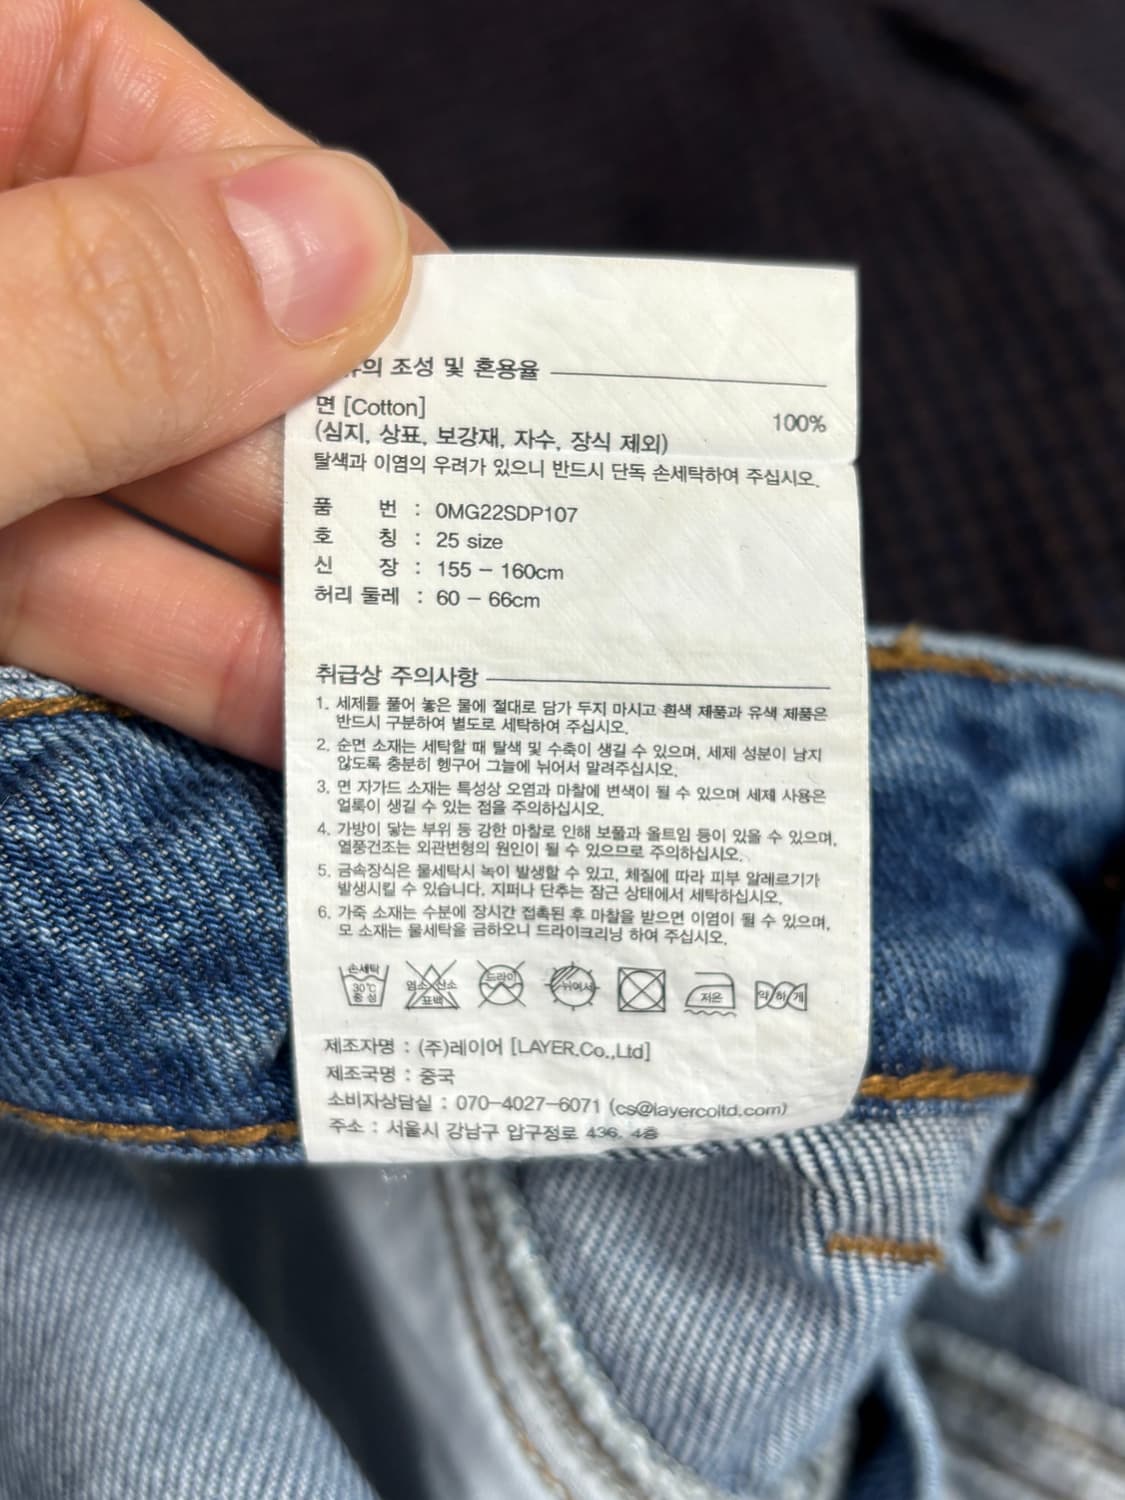 의 조성 및 혼용율
면 [Cotton] 100%
(심지, 상표, 보강재, 자수, 장식 제외)
탈색과 이염의 우려가 있으니 반드시 단독 손세탁하여 주십시오.
품 번 : 0MG22SDP107
호 칭 : 25 size
신 장 : 155 - 160cm
허리 둘레 : 60 - 66cm
취급상 주의사항
1. 세제를 풀어 놓은 물에 절대로 담가 두지 마시고 흰색 제품과 유색 제품은
반드시 구분하여 별도로 세탁하여 주십시오.
2. 순면 소재는 세탁할 때 탈색 및 수축이 생길 수 있으며, 세제 성분이 남지
않도록 충분히 헹구어 그늘에 뉘어서 말려주십시오.
3. 면 자가드 소재는 특성상 오염과 마찰에 변색이 될 수 있으며 세제 사용은
얼룩이 생길 수 있는 점을 주의하십시오.
4. 가방이 닿는 부위 등 강한 마찰로 인해 보풀과 올트임 등이 있을 수 있으며,
열풍건조는 외관변형의 원인이 될 수 있으므로 주의하십시오.
5. 금속장식은 물세탁시 녹이 발생할 수 있고, 체질에 따라 피부 알레르기가
발생시킬 수 있습니다. 지퍼나 단추는 잠근 상태에서 세탁하십시오.
6. 가죽 소재는 수분에 장시간 접촉된 후 마찰을 받으면 이염이 될 수 있으며,
모 소재는 물세탁을 금하오니 드라이크리닝 하여 주십시오.
손세탁 30℃ 중성 염소 산소 표백 드라이 뉘어서 저온 약하게
제조자명 : (주)레이어 [LAYER.Co.,Ltd]
제조국명 : 중국
소비자상담실 : 070-4027-6071 (cs@layercoltd.com)
주소 : 서울시 강남구 압구정로 436, 4층